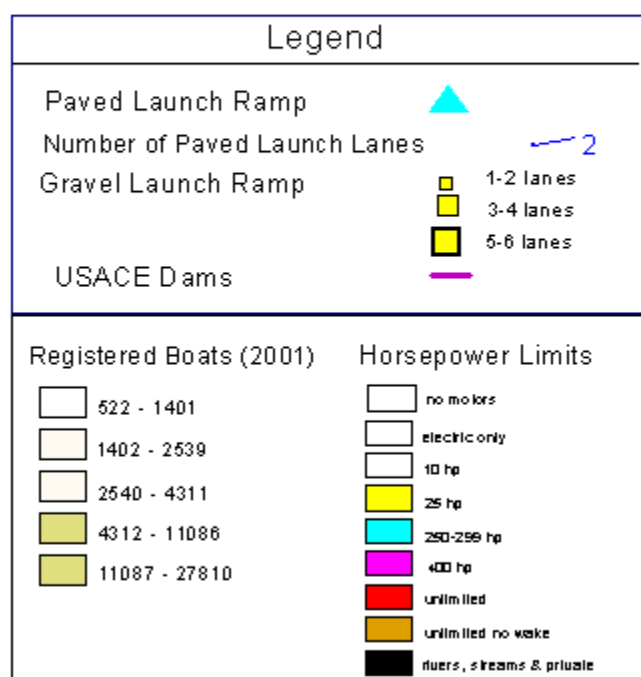 Legend
Paved Launch Ramp
Number of Paved Launch Lanes 2
Gravel Launch Ramp 1-2 lanes
3-4 lanes
5-6 lanes
USACE Dams
Registered Boats (2001)
522 - 1401
1402 - 2539
2540 - 4311
4312 - 11086
11087 - 27810
Horsepower Limits
no motors
electric only
10 hp
25 hp
250-299 hp
400 hp
unlimited
unlimited no wake
rivers, streams & private